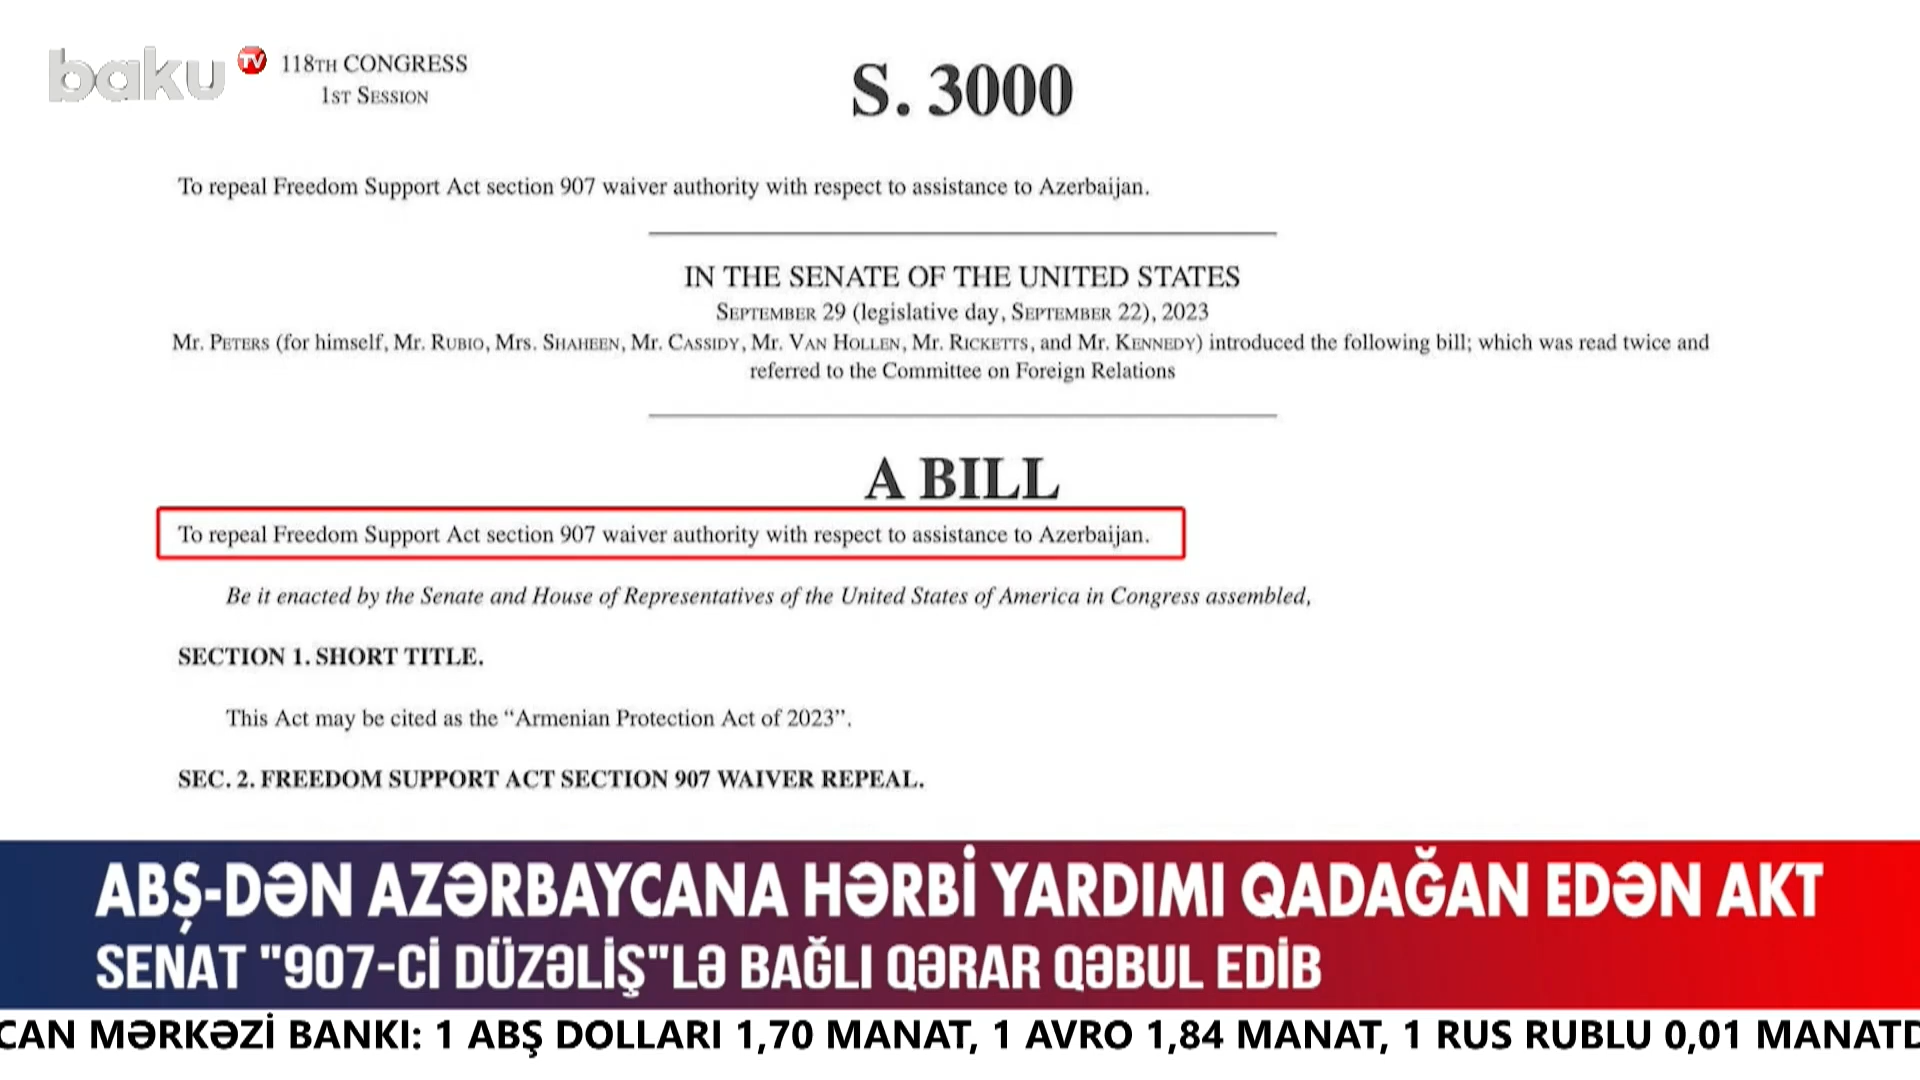 baku TV
118TH CONGRESS
1ST SESSION
S. 3000
To repeal Freedom Support Act section 907 waiver authority with respect to assistance to Azerbaijan.
IN THE SENATE OF THE UNITED STATES
SEPTEMBER 29 (legislative day, SEPTEMBER 22), 2023
Mr. PETERS (for himself, Mr. RUBIO, Mrs. SHAHEEN, Mr. CASSIDY, Mr. VAN HOLLEN, Mr. RICKETTS, and Mr. KENNEDY) introduced the following bill; which was read twice and
referred to the Committee on Foreign Relations
A BILL
To repeal Freedom Support Act section 907 waiver authority with respect to assistance to Azerbaijan.
Be it enacted by the Senate and House of Representatives of the United States of America in Congress assembled,
SECTION 1. SHORT TITLE.
This Act may be cited as the “Armenian Protection Act of 2023”.
SEC. 2. FREEDOM SUPPORT ACT SECTION 907 WAIVER REPEAL.
ABŞ-DƏN AZƏRBAYCANA HƏRBİ YARDIMI QADAĞAN EDƏN AKT
SENAT "907-Cİ DÜZƏLİŞ"LƏ BAĞLI QƏRAR QƏBUL EDİB
CAN MƏRKƏZİ BANKI: 1 ABŞ DOLLARI 1,70 MANAT, 1 AVRO 1,84 MANAT, 1 RUS RUBLU 0,01 MANATD